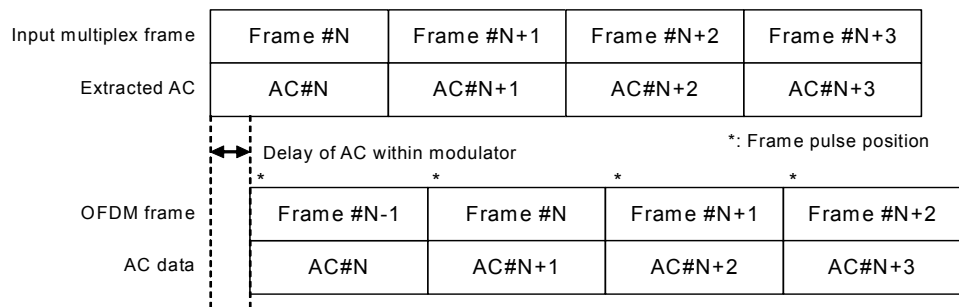 Input multiplex frame Frame #N Frame #N+1 Frame #N+2 Frame #N+3
Extracted AC AC#N AC#N+1 AC#N+2 AC#N+3
*: Frame pulse position
Delay of AC within modulator
* * * *
OFDM frame Frame #N-1 Frame #N Frame #N+1 Frame #N+2
AC data AC#N AC#N+1 AC#N+2 AC#N+3